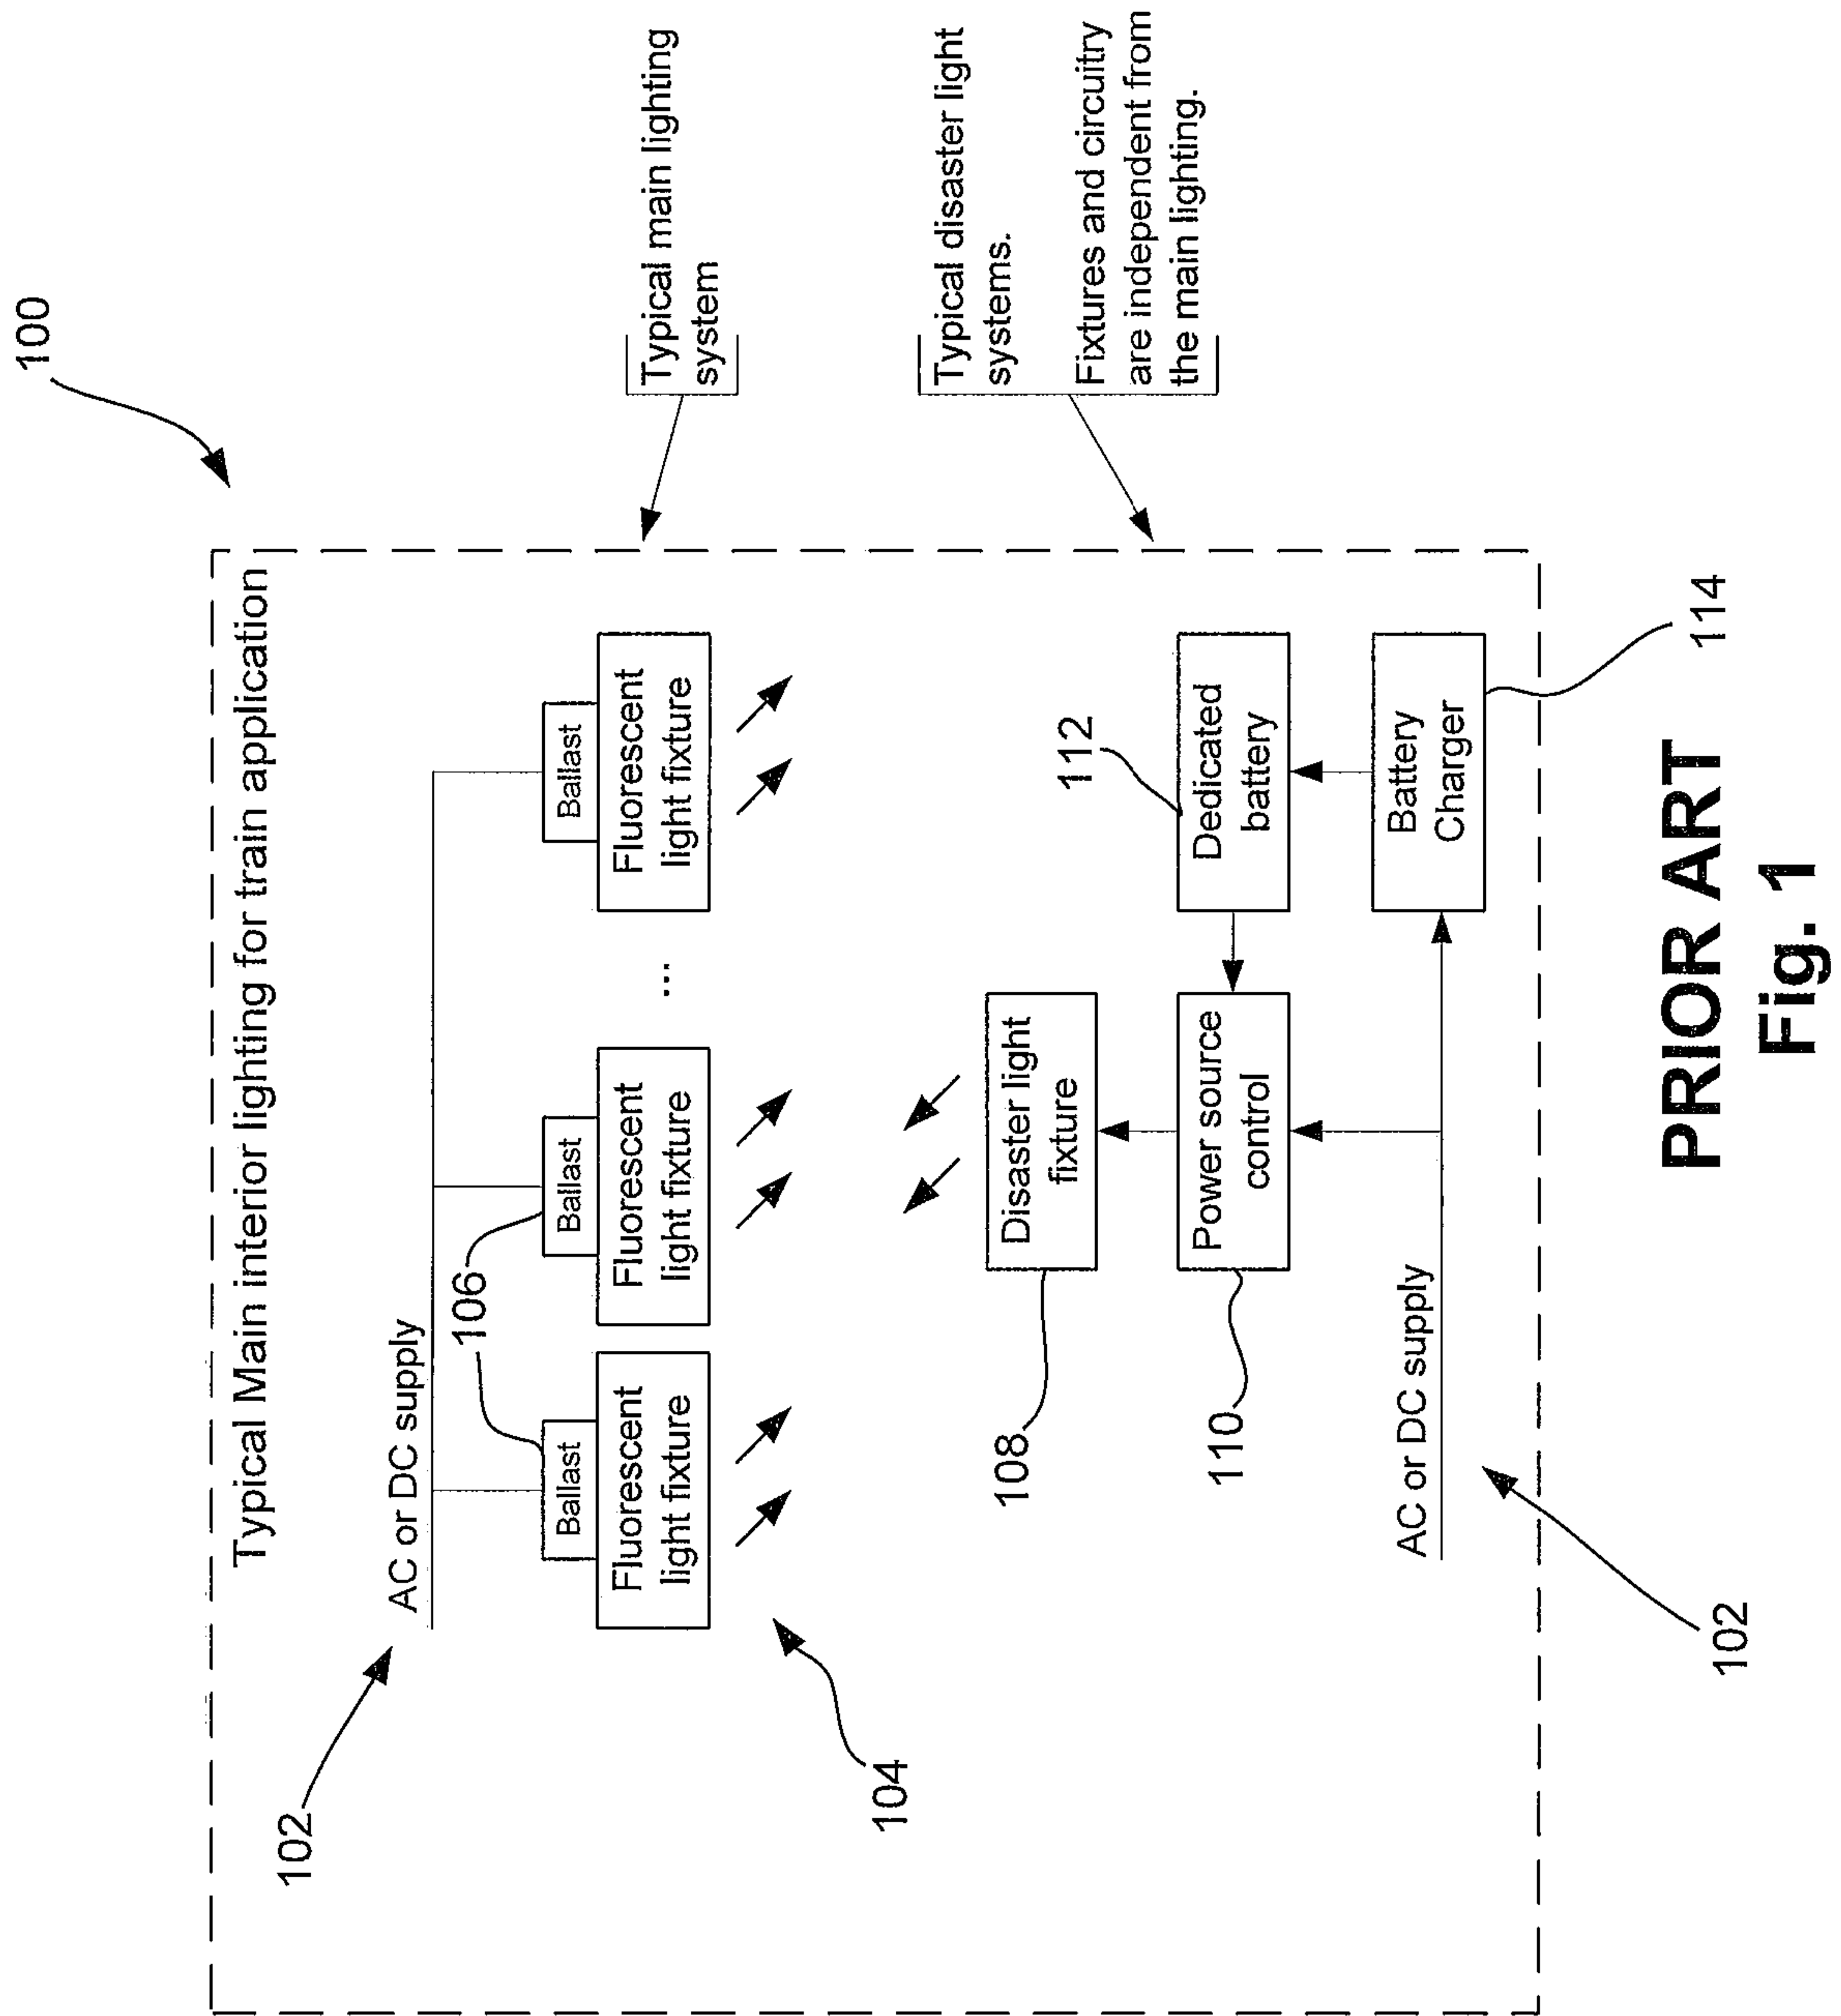 100
Typical Main interior lighting for train application
102
AC or DC supply
106
Ballast
Ballast
Ballast
Fluorescent
light fixture
Fluorescent
light fixture
...
Fluorescent
light fixture
Typical main lighting
system
104
108
Disaster light
fixture
Typical disaster light
systems.
Fixtures and circuitry
are independent from
the main lighting.
112
110
Power source
control
Dedicated
battery
AC or DC supply
Battery
Charger
102
114
PRIOR ART
Fig. 1